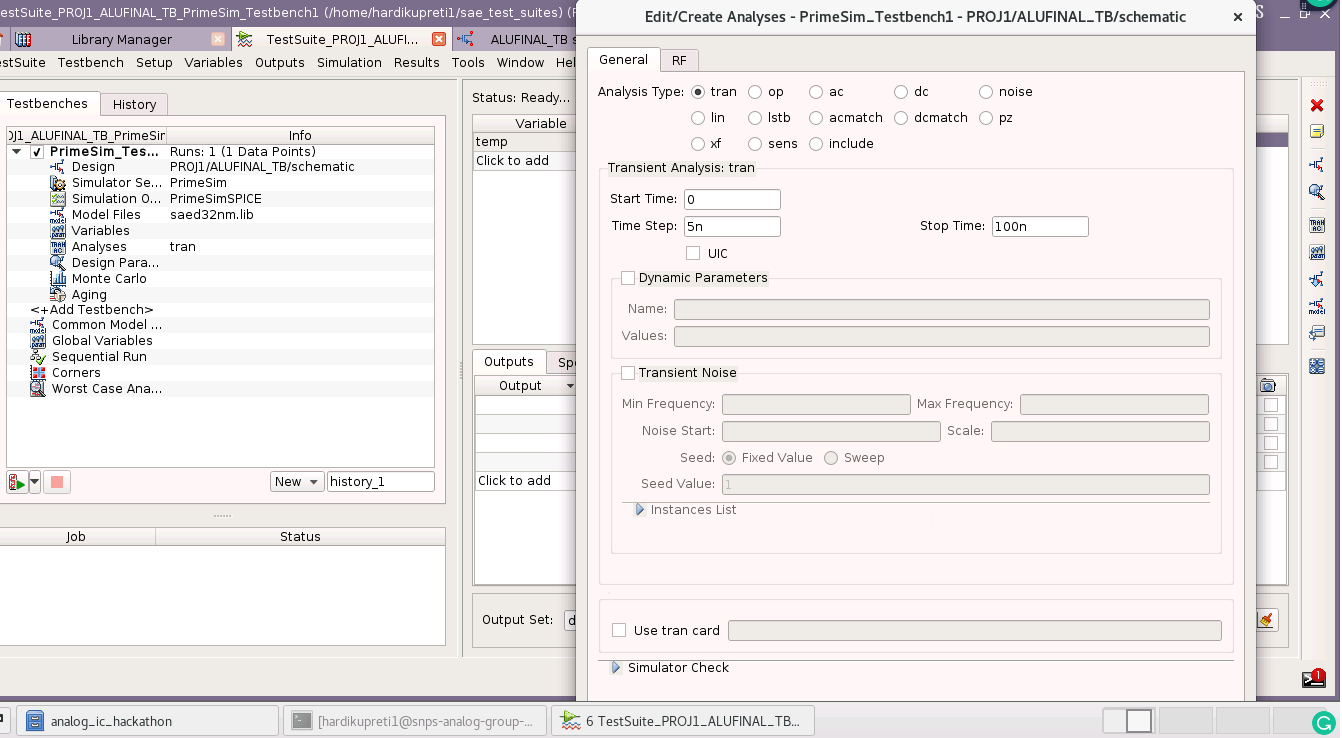 estSuite_PROJ1_ALUFINAL_TB_PrimeSim_Testbench1 (/home/hardikupreti1/sae_test_suites) (P
Edit/Create Analyses - PrimeSim_Testbench1 - PROJ1/ALUFINAL_TB/schematic
Library Manager
TestSuite_PROJ1_ALUFI...
ALUFINAL_TB s
estSuite Testbench Setup Variables Outputs Simulation Results Tools Window Hel
Testbenches
History
)J1_ALUFINAL_TB_PrimeSir
Info
PrimeSim_Tes...
Runs: 1 (1 Data Points)
Design
PROJ1/ALUFINAL_TB/schematic
Simulator Se...
PrimeSim
Simulation O...
PrimeSimSPICE
Model Files
saed32nm.lib
Variables
Analyses
tran
Design Para...
Monte Carlo
Aging
<+Add Testbench>
Common Model ...
Global Variables
Sequential Run
Corners
Worst Case Ana...
New
history_1
Job
Status
Status: Ready...
Variable
temp
Click to add
Outputs
Spe
Output
Click to add
Output Set:
d
General
RF
Analysis Type:
tran
op
ac
dc
noise
lin
lstb
acmatch
dcmatch
pz
xf
sens
include
Transient Analysis: tran
Start Time:
0
Time Step:
5n
Stop Time:
100n
UIC
Dynamic Parameters
Name:
Values:
Transient Noise
Min Frequency:
Max Frequency:
Noise Start:
Scale:
Seed:
Fixed Value
Sweep
Seed Value:
1
Instances List
Use tran card
Simulator Check
analog_ic_hackathon
[hardikupreti1@snps-analog-group-...
6 TestSuite_PROJ1_ALUFINAL_TB...